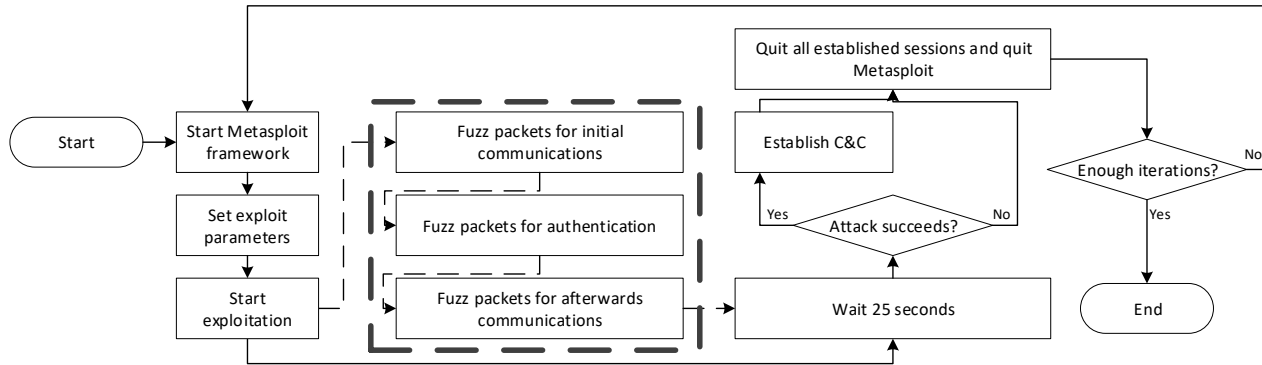 Start
Start Metasploit
framework
Set exploit
parameters
Start
exploitation
Fuzz packets for initial
communications
Fuzz packets for authentication
Fuzz packets for afterwards
communications
Quit all established sessions and quit
Metasploit
Establish C&C
Yes
Attack succeeds?
No
Wait 25 seconds
Enough iterations?
No
Yes
End